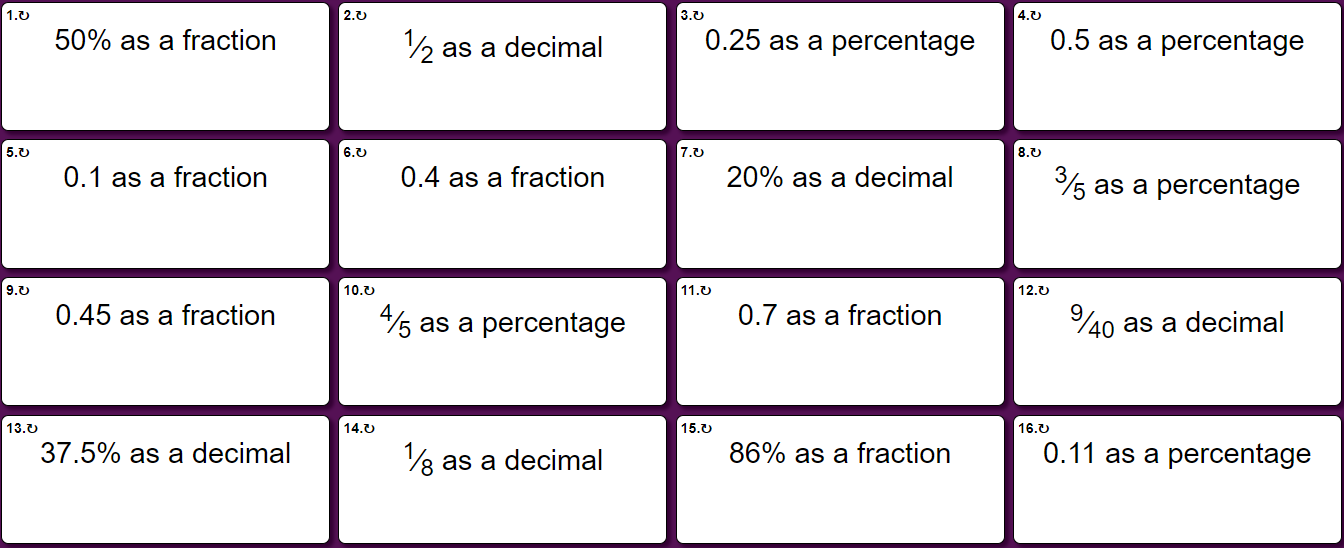 1.↻
50% as a fraction
2.↻
½ as a decimal
3.↻
0.25 as a percentage
4.↻
0.5 as a percentage
5.↻
0.1 as a fraction
6.↻
0.4 as a fraction
7.↻
20% as a decimal
8.↻
3⁄5 as a percentage
9.↻
0.45 as a fraction
10.↻
4⁄5 as a percentage
11.↻
0.7 as a fraction
12.↻
9⁄40 as a decimal
13.↻
37.5% as a decimal
14.↻
1⁄8 as a decimal
15.↻
86% as a fraction
16.↻
0.11 as a percentage